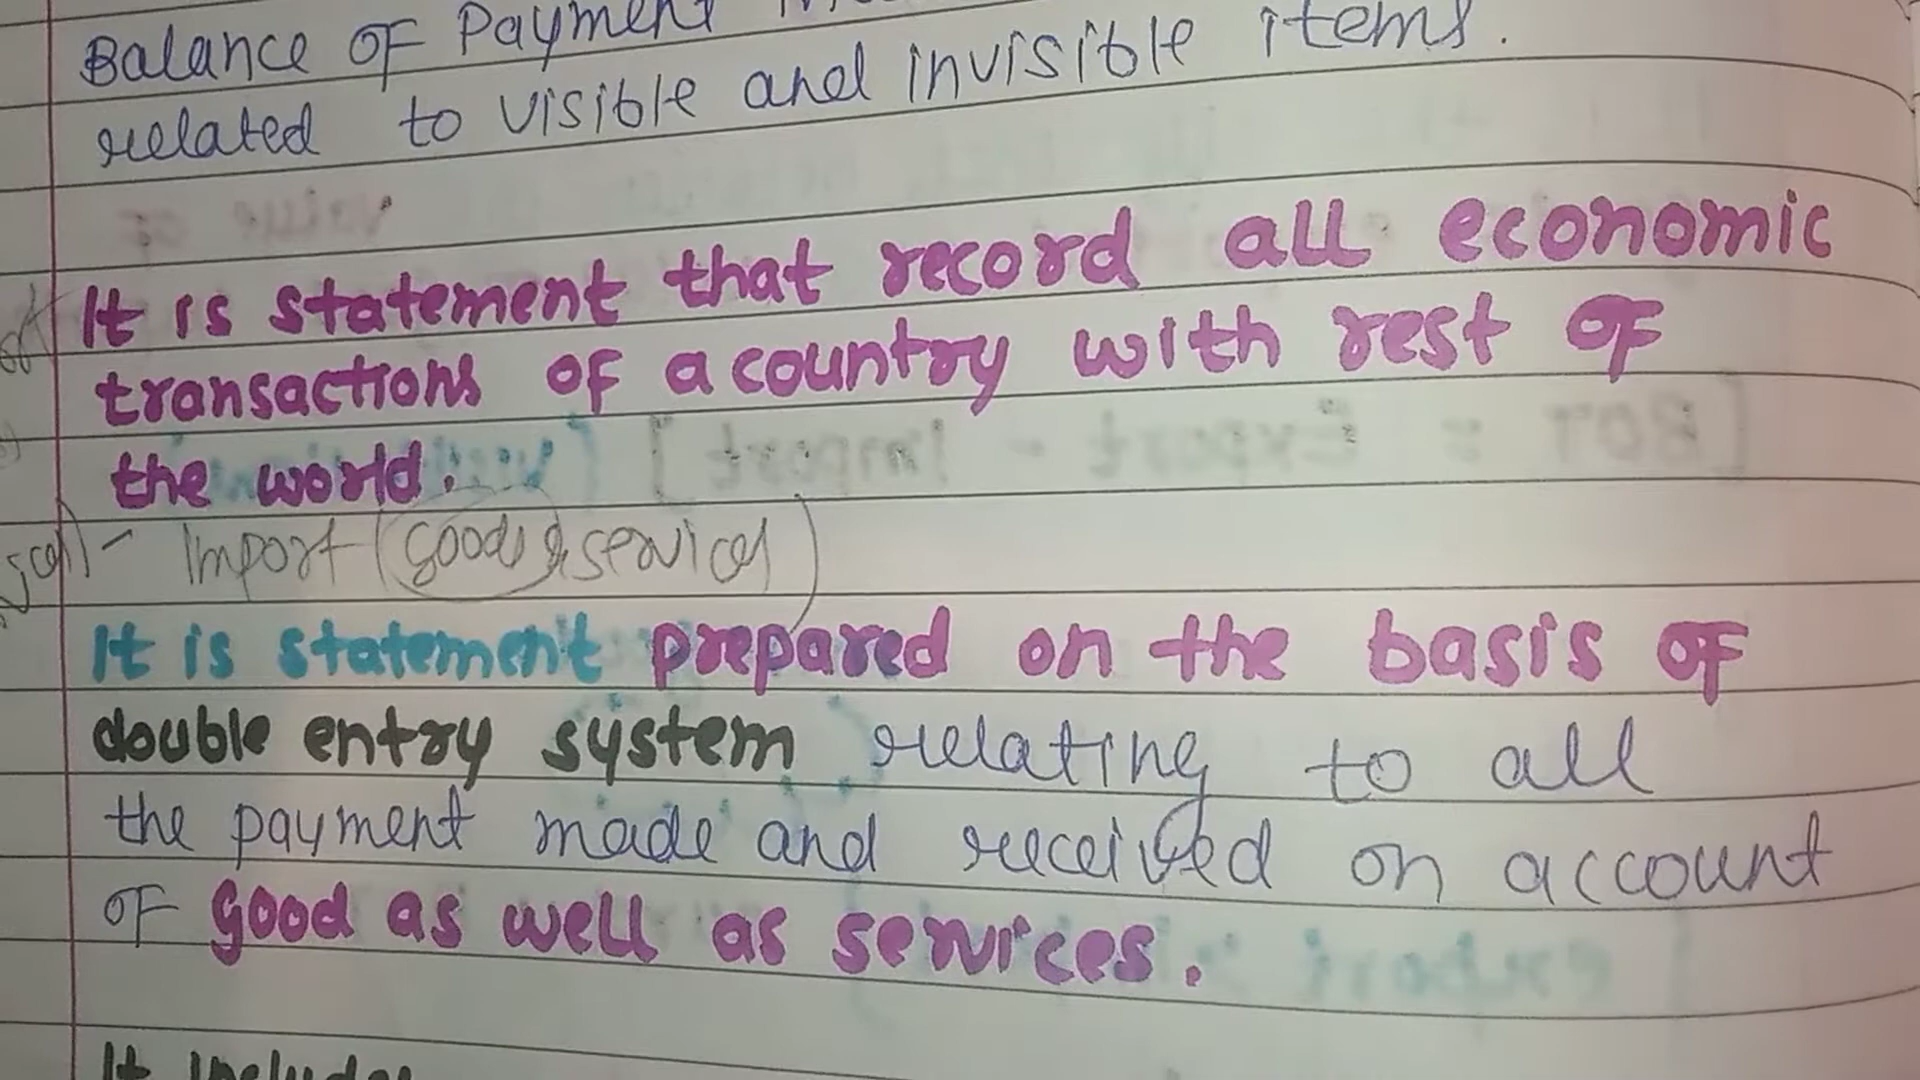 Balance OF Payment
related to visible and invisible items.
It is statement that record all economic
transactions of a country with rest of
the world.
- Import (goods & services)
It is statement prepared on the basis of
double entry system relating to all
the payment made and received on account
of good as well as services.
It includes